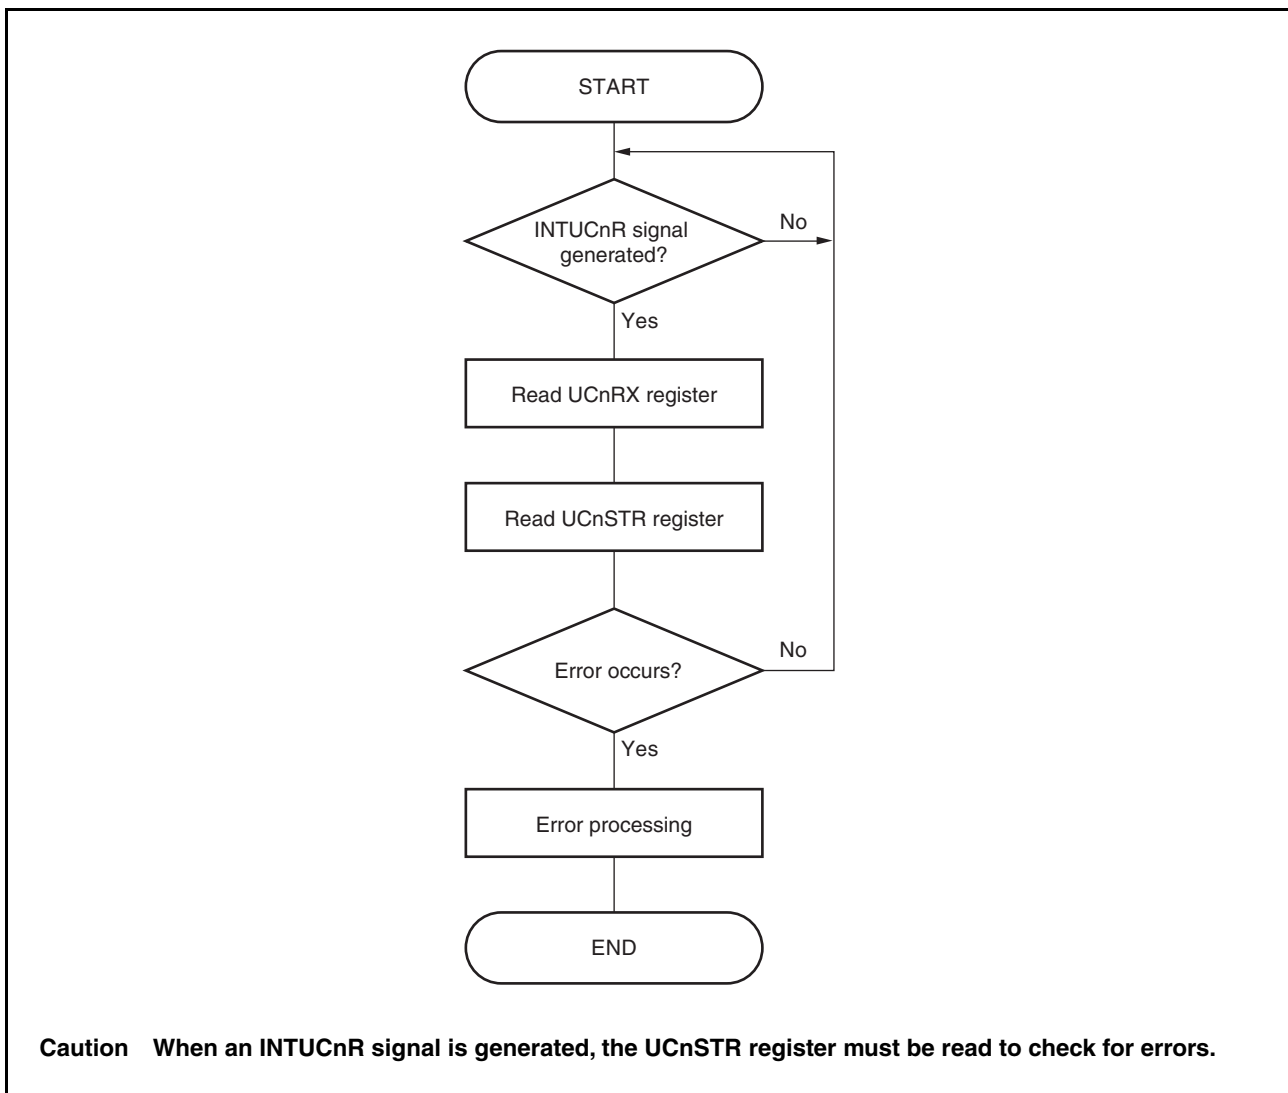 START
INTUCnR signal
generated?
No
Yes
Read UCnRX register
Read UCnSTR register
Error occurs?
No
Yes
Error processing
END
Caution When an INTUCnR signal is generated, the UCnSTR register must be read to check for errors.